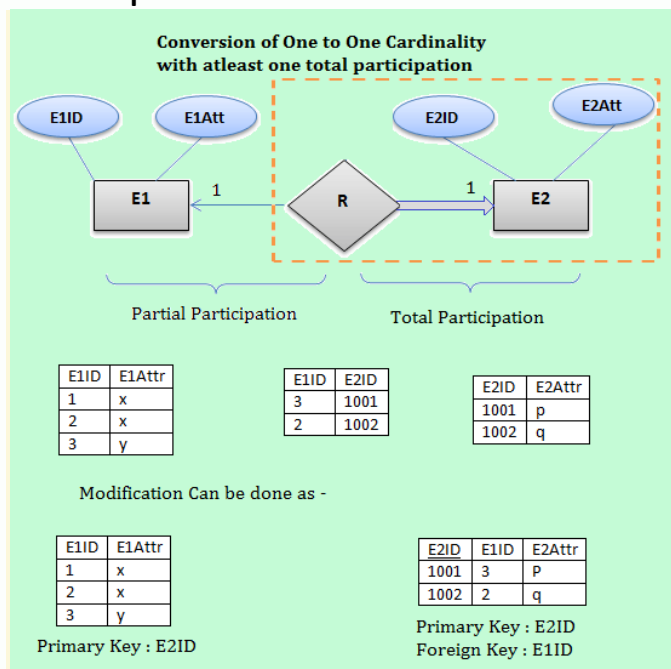 Conversion of One to One Cardinality
with atleast one total participation
E1ID
E1Att
E2ID
E2Att
E1
1
R
1
E2
Partial Participation
Total Participation
E1ID E1Attr
1 x
2 x
3 y
E1ID E2ID
3 1001
2 1002
E2ID E2Attr
1001 p
1002 q
Modification Can be done as -
E1ID E1Attr
1 x
2 x
3 y
Primary Key : E2ID
E2ID E1ID E2Attr
1001 3 P
1002 2 q
Primary Key : E2ID
Foreign Key : E1ID